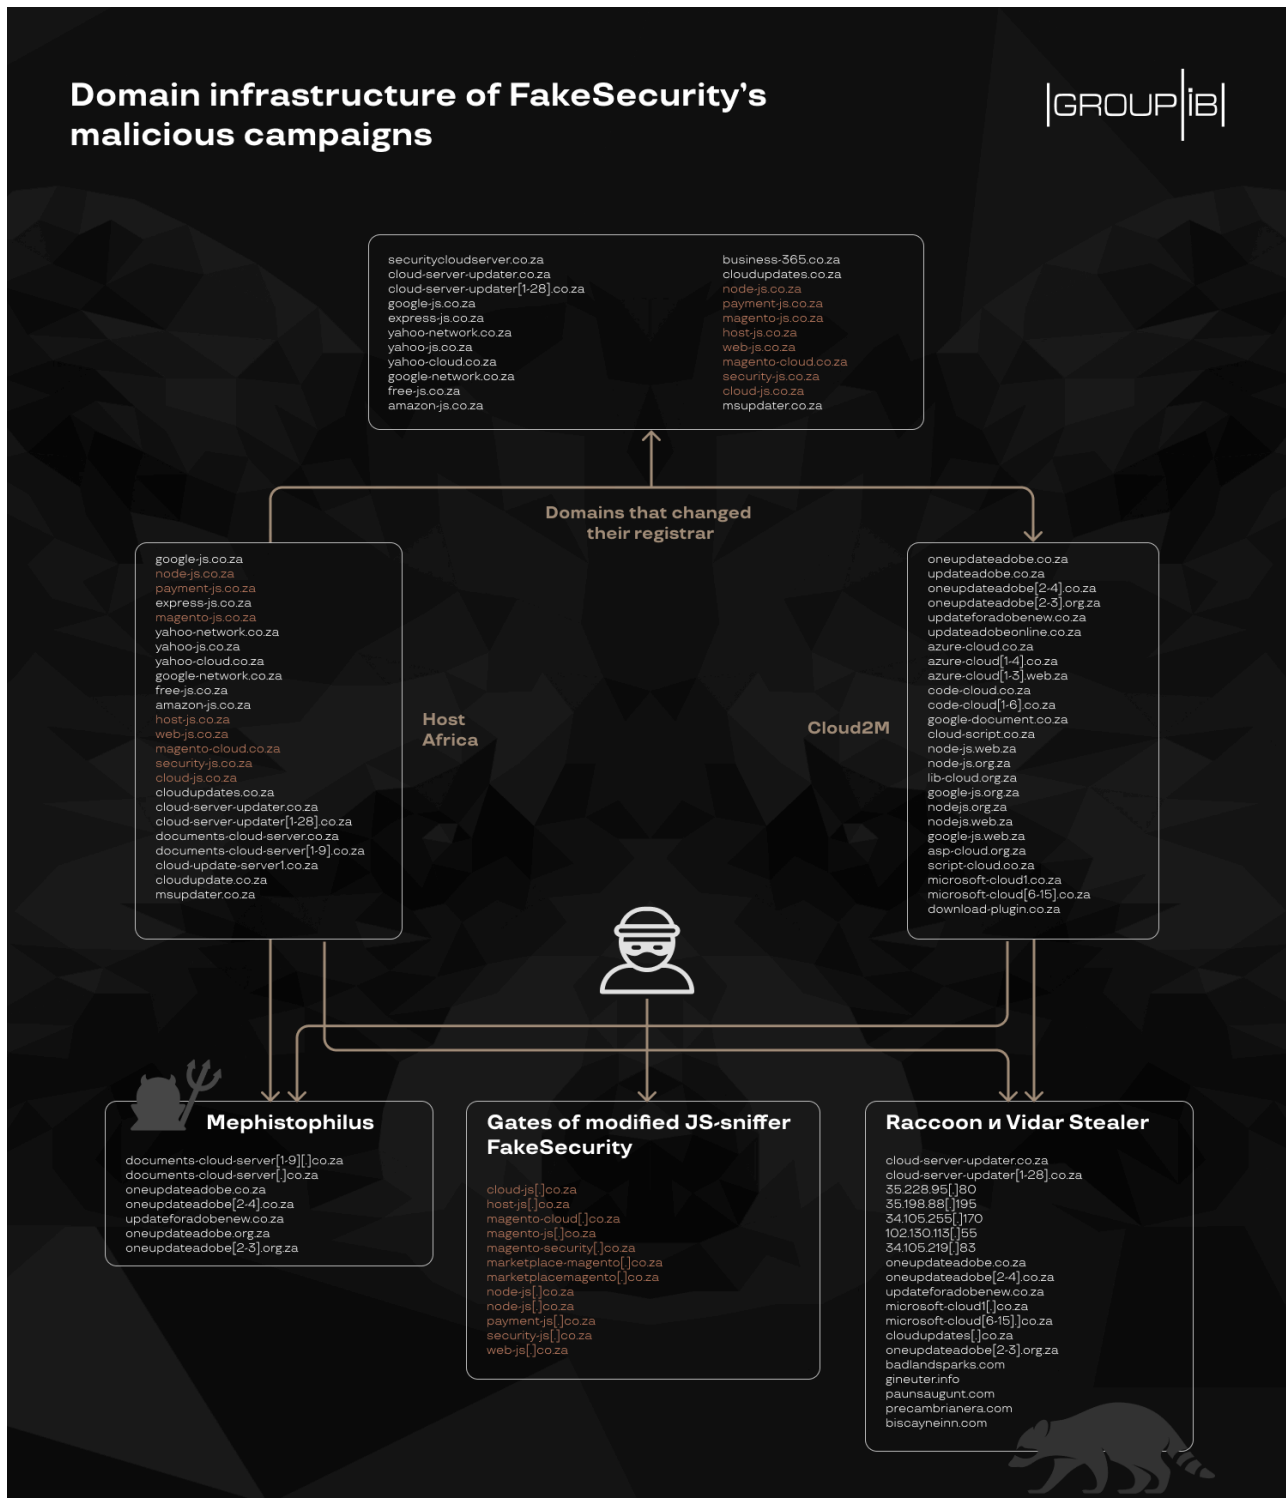 Domain infrastructure of FakeSecurity's
malicious campaigns
GROUP iB
securitycloudserver.co.za
cloud-server-updater.co.za
cloud-server-updater[1-28].co.za
google-js.co.za
express-js.co.za
yahoo-network.co.za
yahoo-js.co.za
yahoo-cloud.co.za
google-network.co.za
free-js.co.za
amazon-js.co.za
business-365.co.za
cloudupdates.co.za
node-js.co.za
payment-js.co.za
magento-js.co.za
host-js.co.za
web-js.co.za
magento-cloud.co.za
security-js.co.za
cloud-js.co.za
msupdater.co.za
Domains that changed
their registrar
google-js.co.za
node-js.co.za
payment-js.co.za
express-js.co.za
magento-js.co.za
yahoo-network.co.za
yahoo-js.co.za
yahoo-cloud.co.za
google-network.co.za
free-js.co.za
amazon-js.co.za
host-js.co.za
web-js.co.za
magento-cloud.co.za
security-js.co.za
cloud-js.co.za
cloudupdates.co.za
cloud-server-updater.co.za
cloud-server-updater[1-28].co.za
documents-cloud-server.co.za
documents-cloud-server[1-9].co.za
cloud-update-server1.co.za
cloudupdate.co.za
msupdater.co.za
Host
Africa
Cloud2M
oneupdateadobe.co.za
updateadobe.co.za
oneupdateadobe[2-4].co.za
oneupdateadobe[2-3].org.za
updateforadobenew.co.za
updateadobeonline.co.za
azure-cloud.co.za
azure-cloud[1-4].co.za
azure-cloud[1-3].web.za
code-cloud.co.za
code-cloud[1-6].co.za
google-document.co.za
cloud-script.co.za
node-js.web.za
node-js.org.za
lib-cloud.org.za
google-js.org.za
nodejs.org.za
nodejs.web.za
google-js.web.za
asp-cloud.org.za
script-cloud.co.za
microsoft-cloud1.co.za
microsoft-cloud[6-15].co.za
download-plugin.co.za
Mephistophilus
documents-cloud-server[1-9][.]co.za
documents-cloud-server[.]co.za
oneupdateadobe.co.za
oneupdateadobe[2-4].co.za
updateforadobenew.co.za
oneupdateadobe.org.za
oneupdateadobe[2-3].org.za
Gates of modified JS-sniffer
FakeSecurity
cloud-js[.]co.za
host-js[.]co.za
magento-cloud[.]co.za
magento-js[.]co.za
magento-security[.]co.za
marketplace-magento[.]co.za
marketplacemagento[.]co.za
node-js[.]co.za
node-js[.]co.za
payment-js[.]co.za
security-js[.]co.za
web-js[.]co.za
Raccoon и Vidar Stealer
cloud-server-updater.co.za
cloud-server-updater[1-28].co.za
35.228.95[.]80
35.198.88[.]195
34.105.255[.]170
102.130.113[.]55
34.105.219[.]83
oneupdateadobe.co.za
oneupdateadobe[2-4].co.za
updateforadobenew.co.za
microsoft-cloud1[.]co.za
microsoft-cloud[6-15].]co.za
cloudupdates[.]co.za
oneupdateadobe[2-3].org.za
badlandsparks.com
gineuter.info
paunsaugunt.com
precambrianera.com
biscayneinn.com